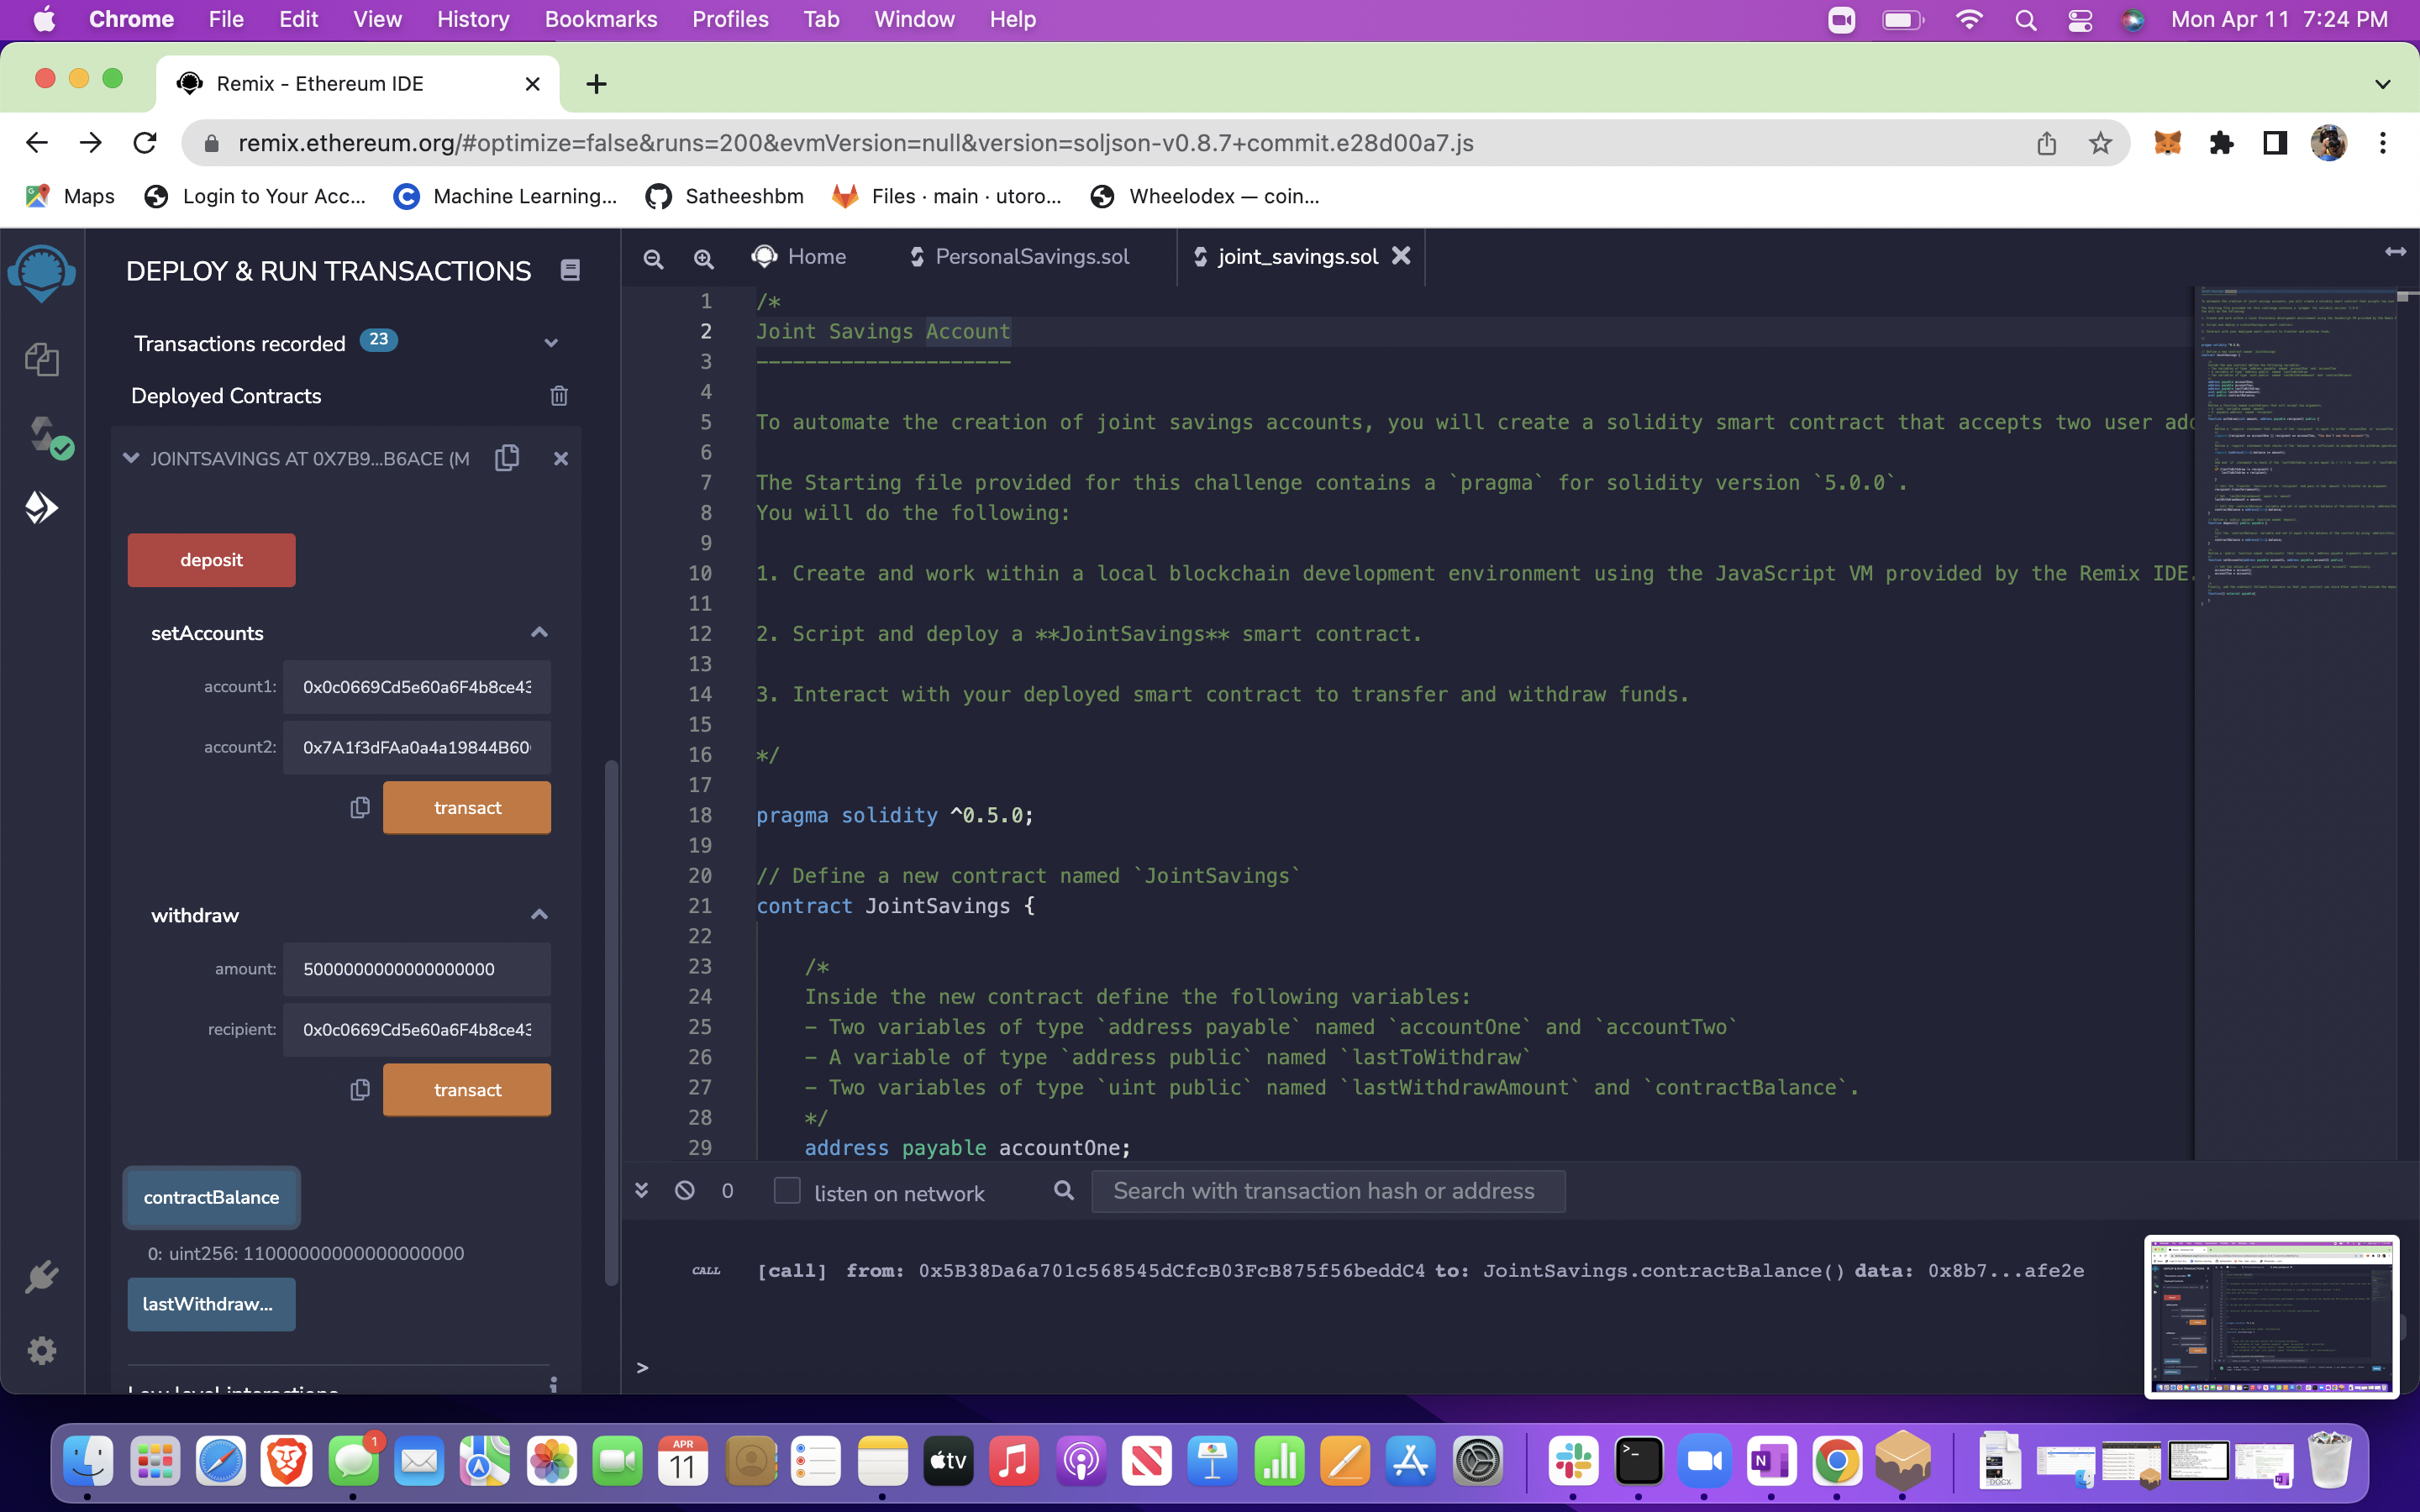 Chrome File Edit View History Bookmarks Profiles Tab Window Help Mon Apr 11 7:24 PM
Remix - Ethereum IDE
remix.ethereum.org/#optimize=false&runs=200&evmVersion=null&version=soljson-v0.8.7+commit.e28d00a7.js
Maps Login to Your Acc... Machine Learning... Satheeshbm Files · main · utoro... Wheelodex — coin...
DEPLOY & RUN TRANSACTIONS
Transactions recorded 23
Deployed Contracts
JOINTSAVINGS AT 0X7B9...B6ACE (M
deposit
setAccounts
account1: 0x0c0669Cd5e60a6F4b8ce43
account2: 0x7A1f3dFAa0a4a19844B60
transact
withdraw
amount: 5000000000000000000
recipient: 0x0c0669Cd5e60a6F4b8ce43
transact
contractBalance
0: uint256: 11000000000000000000
lastWithdraw...
Low level interactions
Home PersonalSavings.sol joint_savings.sol
1 /*
2 Joint Savings Account
3 ---------------------
4
5 To automate the creation of joint savings accounts, you will create a solidity smart contract that accepts two user add
6
7 The Starting file provided for this challenge contains a `pragma` for solidity version `5.0.0`.
8 You will do the following:
9
10 1. Create and work within a local blockchain development environment using the JavaScript VM provided by the Remix IDE.
11
12 2. Script and deploy a **JointSavings** smart contract.
13
14 3. Interact with your deployed smart contract to transfer and withdraw funds.
15
16 */
17
18 pragma solidity ^0.5.0;
19
20 // Define a new contract named `JointSavings`
21 contract JointSavings {
22
23 /*
24 Inside the new contract define the following variables:
25 - Two variables of type `address payable` named `accountOne` and `accountTwo`
26 - A variable of type `address public` named `lastToWithdraw`
27 - Two variables of type `uint public` named `lastWithdrawAmount` and `contractBalance`.
28 */
29 address payable accountOne;
0 listen on network Search with transaction hash or address
CALL [call] from: 0x5B38Da6a701c568545dCfcB03FcB875f56beddC4 to: JointSavings.contractBalance() data: 0x8b7...afe2e
>
1
APR
11
tv
N
DOCX